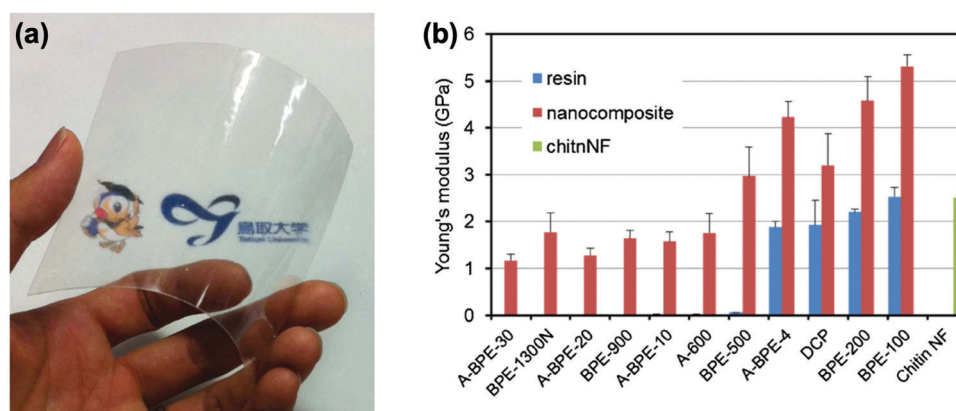 (a)
鳥取大学
Tottori University
(b)
Young's modulus (GPa)
6
5
4
3
2
1
0
resin
nanocomposite
chitnNF
A-BPE-30
BPE-1300N
A-BPE-20
BPE-900
A-BPE-10
A-600
BPE-500
A-BPE-4
DCP
BPE-200
BPE-100
Chitin NF